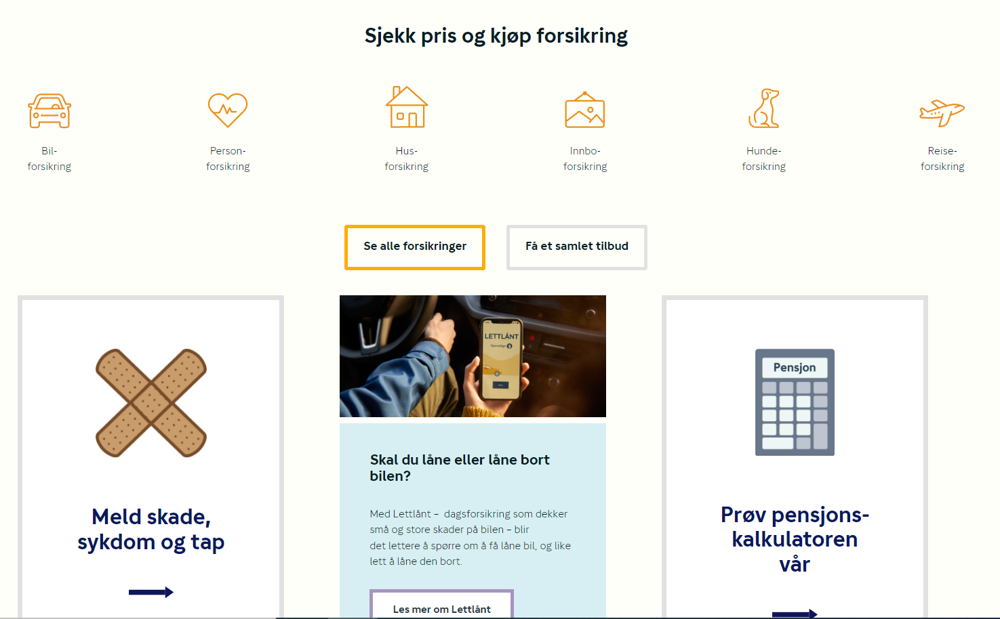 Sjekk pris og kjøp forsikring
Bil-
forsikring
Person-
forsikring
Hus-
forsikring
Innbo-
forsikring
Hunde-
forsikring
Reise-
forsikring
Se alle forsikringer
Få et samlet tilbud
Meld skade,
sykdom og tap
LETTLÅNT
Gjensidige
Skal du låne eller låne bort
bilen?
Med Lettlånt – dagsforsikring som dekker
små og store skader på bilen – blir
det lettere å spørre om å få låne bil, og like
lett å låne den bort.
Les mer om Lettlånt
Pensjon
Prøv pensjons-
kalkulatoren
vår